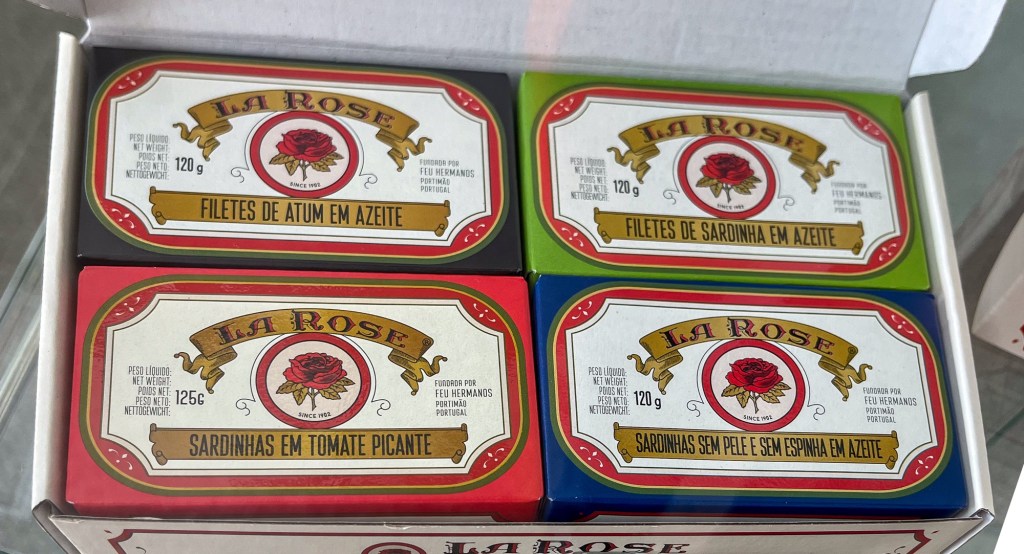 LA ROSE
PESO LÍQUIDO:
NET WEIGHT:
POIDS NET:
PESO NETO:
NETTOGEWICHT:
120 g
SINCE 1902
FUNDADA POR
FEU HERMANOS
PORTIMÃO
PORTUGAL
FILETES DE ATUM EM AZEITE
LA ROSE
PESO LÍQUIDO:
NET WEIGHT:
POIDS NET:
PESO NETO:
NETTOGEWICHT:
120 g
SINCE 1902
FUNDADA POR
FEU HERMANOS
PORTIMÃO
PORTUGAL
FILETES DE SARDINHA EM AZEITE
LA ROSE
PESO LÍQUIDO:
NET WEIGHT:
POIDS NET:
PESO NETO:
NETTOGEWICHT:
125G
SINCE 1902
FUNDADA POR
FEU HERMANOS
PORTIMÃO
PORTUGAL
SARDINHAS EM TOMATE PICANTE
LA ROSE
PESO LÍQUIDO:
NET WEIGHT:
POIDS NET:
PESO NETO:
NETTOGEWICHT:
120 g
SINCE 1902
FUNDADA POR
FEU HERMANOS
PORTIMÃO
PORTUGAL
SARDINHAS SEM PELE E SEM ESPINHA EM AZEITE
LA ROSE